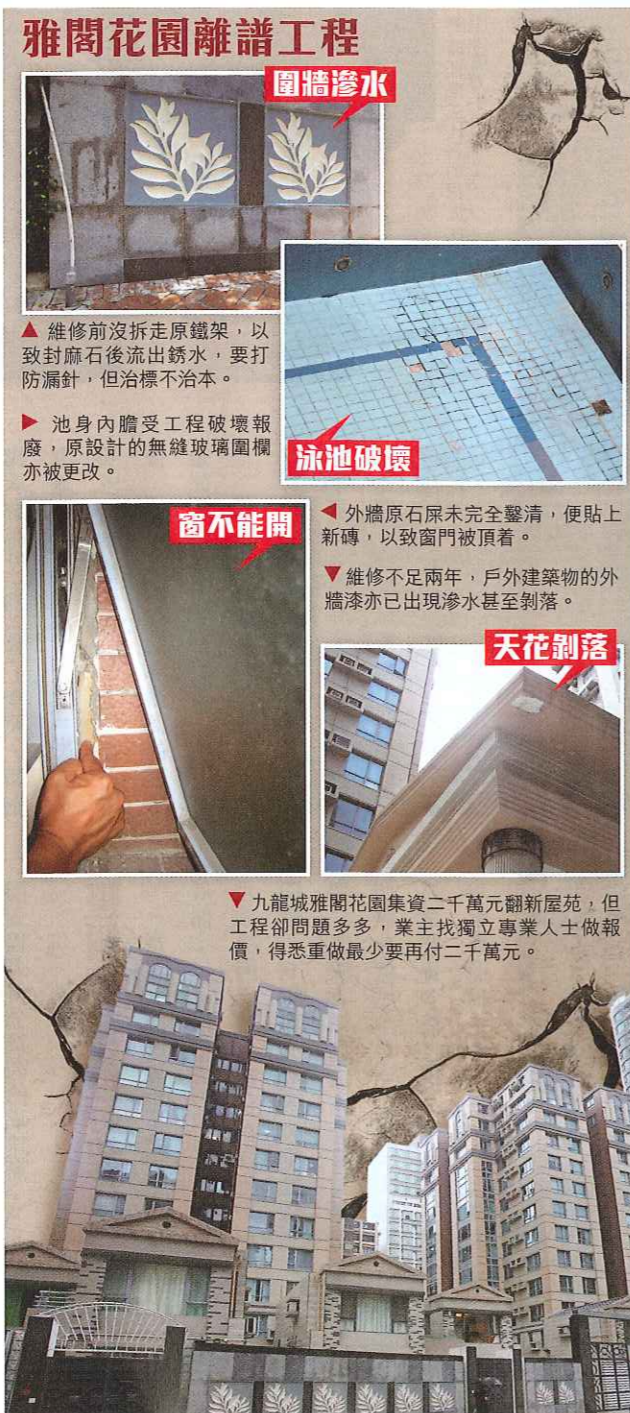 雅閣花園離譜工程
圍牆滲水
▲ 維修前沒拆走原鐵架，以
致封麻石後流出銹水，要打
防漏針，但治標不治本。
▶ 池身內膽受工程破壞報
廢，原設計的無縫玻璃圍欄
亦被更改。
泳池破壞
窗不能開
◀ 外牆原石屎未完全鑿清，便貼上
新磚，以致窗門被頂着。
▼ 維修不足兩年，戶外建築物的外
牆漆亦已出現滲水甚至剝落。
天花剝落
▼ 九龍城雅閣花園集資二千萬元翻新屋苑，但
工程卻問題多多，業主找獨立專業人士做報
價，得悉重做最少要再付二千萬元。